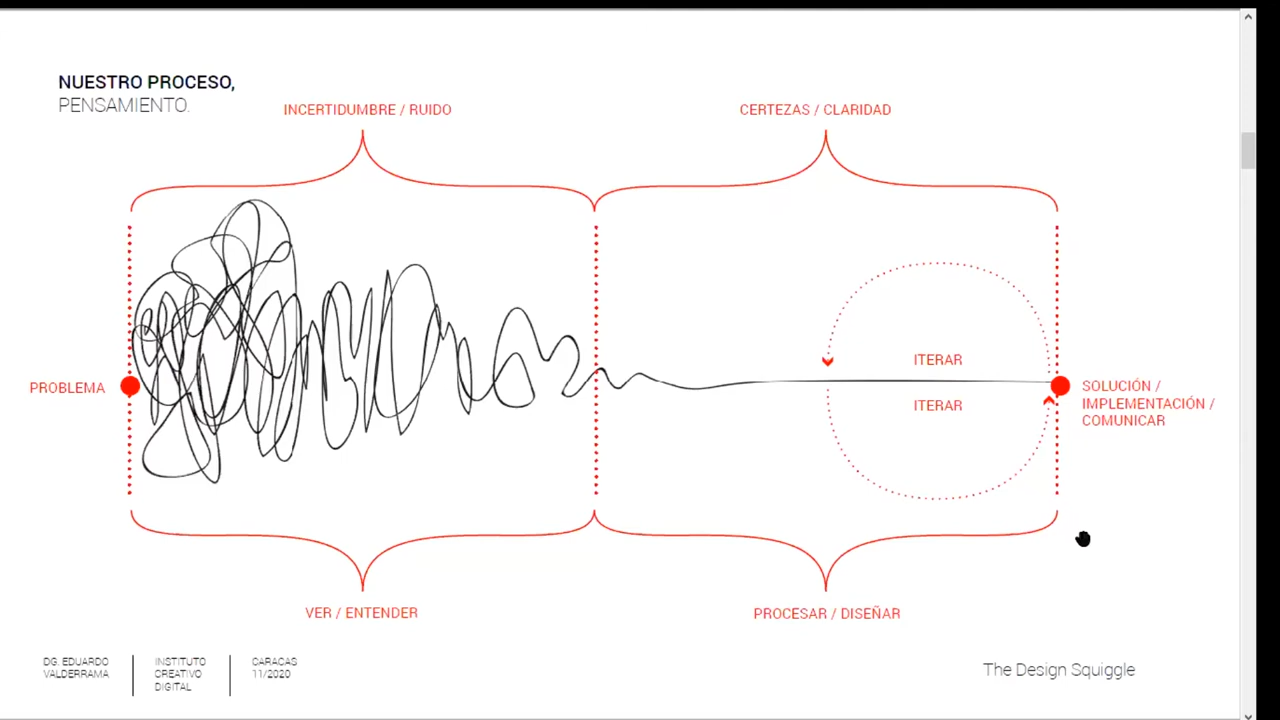 NUESTRO PROCESO,
PENSAMIENTO.
INCERTIDUMBRE / RUIDO
CERTEZAS / CLARIDAD
ITERAR
PROBLEMA
SOLUCIÓN /
IMPLEMENTACIÓN /
COMUNICAR
ITERAR
VER / ENTENDER
PROCESAR / DISEÑAR
DG. EDUARDO
VALDERRAMA
INSTITUTO
CREATIVO
DIGITAL
CARACAS
11/2020
The Design Squiggle